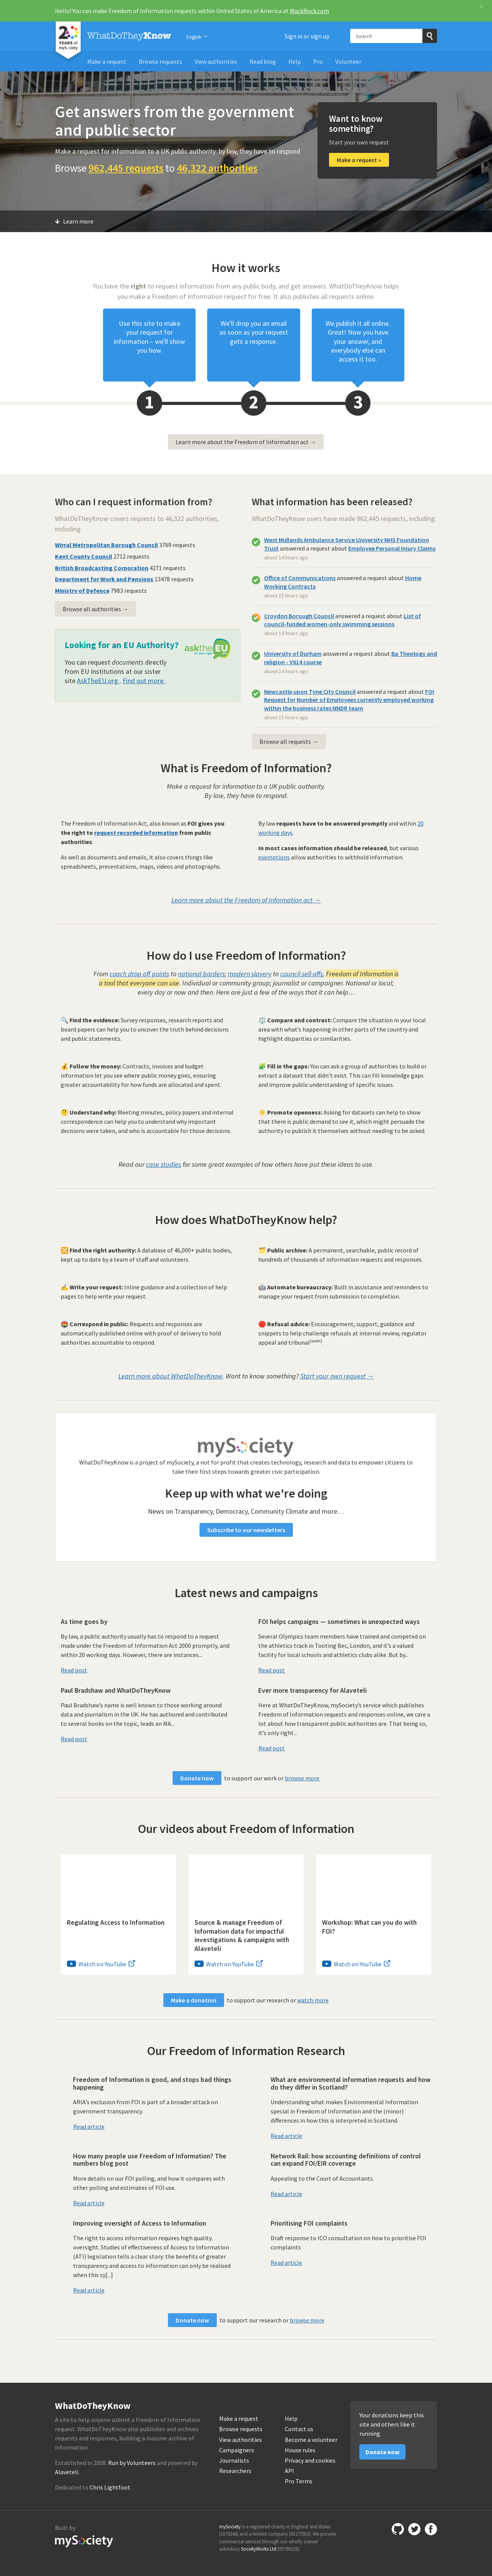 Hello! You can make Freedom of Information requests within United States of America at MuckRock.com
20 YEARS of mySociety
WhatDoTheyKnow
English
Sign in or sign up
Search
Make a request
Browse requests
View authorities
Read blog
Help
Pro
Volunteer
Get answers from the government
and public sector
Make a request for information to a UK public authority: by law, they have to respond
Browse 962,445 requests to 46,322 authorities
Want to know
something?
Start your own request
Make a request »
Learn more
How it works
You have the right to request information from any public body, and get answers. WhatDoTheyKnow helps
you make a Freedom of Information request for free. It also publishes all requests online.
Use this site to make
your request for
information – we'll show
you how.
We'll drop you an email
as soon as your request
gets a response.
We publish it all online.
Great! Now you have
your answer, and
everybody else can
access it too.
1
2
3
Learn more about the Freedom of Information act →
Who can I request information from?
WhatDoTheyKnow covers requests to 46,322 authorities,
including:
Wirral Metropolitan Borough Council 3769 requests
Kent County Council 2712 requests
British Broadcasting Corporation 4271 requests
Department for Work and Pensions 13478 requests
Ministry of Defence 7983 requests
Browse all authorities →
Looking for an EU Authority?
asktheEU
You can request documents directly
from EU Institutions at our sister
site AskTheEU.org . Find out more .
What information has been released?
WhatDoTheyKnow users have made 962,445 requests, including:
West Midlands Ambulance Service University NHS Foundation
Trust answered a request about Employee Personal Injury Claims
about 14 hours ago
Office of Communications answered a request about Home
Working Contracts
about 15 hours ago
Croydon Borough Council answered a request about List of
council-funded women-only swimming sessions
about 14 hours ago
University of Durham answered a request about Ba Theology and
religion - V614 course
about 14 hours ago
Newcastle upon Tyne City Council answered a request about FOI
Request for Number of Employees currently employed working
within the business rates NNDR team
about 15 hours ago
Browse all requests →
What is Freedom of Information?
Make a request for information to a UK public authority.
By law, they have to respond.
The Freedom of Information Act, also known as FOI gives you
the right to request recorded information from public
authorities.
As well as documents and emails, it also covers things like
spreadsheets, presentations, maps, videos and photographs.
By law requests have to be answered promptly and within 20
working days.
In most cases information should be released, but various
exemptions allow authorities to withhold information.
Learn more about the Freedom of Information act →
How do I use Freedom of Information?
From coach drop off points to national borders; modern slavery to council sell-offs, Freedom of Information is
a tool that everyone can use. Individual or community group; journalist or campaigner. National or local;
every day or now and then. Here are just a few of the ways that it can help…
🔍 Find the evidence: Survey responses, research reports and
board papers can help you to uncover the truth behind decisions
and public statements.
⚖️ Compare and contrast: Compare the situation in your local
area with what's happening in other parts of the country and
highlight disparities or similarities.
💰 Follow the money: Contracts, invoices and budget
information let you see where public money goes, ensuring
greater accountability for how funds are allocated and spent.
🧩 Fill in the gaps: You can ask a group of authorities to build or
extract a dataset that didn't exist. This can fill knowledge gaps
and improve public understanding of specific issues.
🤔 Understand why: Meeting minutes, policy papers and internal
correspondence can help you to understand why important
decisions were taken, and who is accountable for those decisions.
☀️ Promote openness: Asking for datasets can help to show
that there is public demand to see it, which might persuade the
authority to publish it themselves without needing to be asked.
Read our case studies for some great examples of how others have put these ideas to use.
How does WhatDoTheyKnow help?
🔀 Find the right authority: A database of 46,000+ public bodies,
kept up to date by a team of staff and volunteers.
🗂️ Public archive: A permanent, searchable, public record of
hundreds of thousands of information requests and responses.
✍️ Write your request: Inline guidance and a collection of help
pages to help write your request.
🤖 Automate bureaucracy: Built in assistance and reminders to
manage your request from submission to completion.
📮 Correspond in public: Requests and responses are
automatically published online with proof of delivery to hold
authorities accountable to respond.
🛑 Refusal advice: Encouragement, support, guidance and
snippets to help challenge refusals at internal review, regulator
appeal and tribunal(soon).
Learn more about WhatDoTheyKnow. Want to know something? Start your own request →
mySociety
WhatDoTheyKnow is a project of mySociety, a not for profit that creates technology, research and data to empower citizens to
take their first steps towards greater civic participation.
Keep up with what we're doing
News on Transparency, Democracy, Community Climate and more…
Subscribe to our newsletters
Latest news and campaigns
As time goes by
By law, a public authority usually has to respond to a request
made under the Freedom of Information Act 2000 promptly, and
within 20 working days. However, there are instances...
Read post
FOI helps campaigns — sometimes in unexpected ways
Several Olympics team members have trained and competed on
the athletics track in Tooting Bec, London, and it's a valued
facility for local schools and athletics clubs alike. But by...
Read post
Paul Bradshaw and WhatDoTheyKnow
Paul Bradshaw's name is well known to those working around
data and journalism in the UK. He has authored and contributed
to several books on the topic, leads an MA...
Read post
Ever more transparency for Alaveteli
Here at WhatDoTheyKnow, mySociety's service which publishes
Freedom of Information requests and responses online, we care a
lot about how transparent public authorities are. That being so,
it's only right...
Read post
Donate now to support our work or browse more
Our videos about Freedom of Information
Regulating Access to Information
Watch on YouTube
Source & manage Freedom of
Information data for impactful
investigations & campaigns with
Alaveteli
Watch on YouTube
Workshop: What can you do with
FOI?
Watch on YouTube
Make a donation to support our research or watch more
Our Freedom of Information Research
Freedom of Information is good, and stops bad things
happening
ARIA's exclusion from FOI is part of a broader attack on
government transparency.
Read article
What are environmental information requests and how
do they differ in Scotland?
Understanding what makes Environmental Information
special in Freedom of Information and the (minor)
differences in how this is interpreted in Scotland.
Read article
How many people use Freedom of Information? The
numbers blog post
More details on our FOI polling, and how it compares with
other polling and estimates of FOI use.
Read article
Network Rail: how accounting definitions of control
can expand FOI/EIR coverage
Appealing to the Court of Accountants.
Read article
Improving oversight of Access to Information
The right to access information requires high quality
oversight. Studies of effectiveness of Access to Information
(ATI) legislation tells a clear story: the benefits of greater
transparency and access to information can only be realised
when this sy[...]
Read article
Prioritising FOI complaints
Draft response to ICO consultation on how to prioritise FOI
complaints
Read article
Donate now to support our research or browse more
WhatDoTheyKnow
A site to help anyone submit a Freedom of Information
request. WhatDoTheyKnow also publishes and archives
requests and responses, building a massive archive of
information.
Established in 2008. Run by Volunteers and powered by
Alaveteli.
Dedicated to Chris Lightfoot.
Make a request
Browse requests
View authorities
Campaigners
Journalists
Researchers
Help
Contact us
Become a volunteer
House rules
Privacy and cookies
API
Pro Terms
Your donations keep this
site and others like it
running
Donate now
Built by
mySociety
mySociety is a registered charity in England and Wales
(1076346) and a limited company (03277032). We provide
commercial services through our wholly owned
subsidiary SocietyWorks Ltd (05798215).